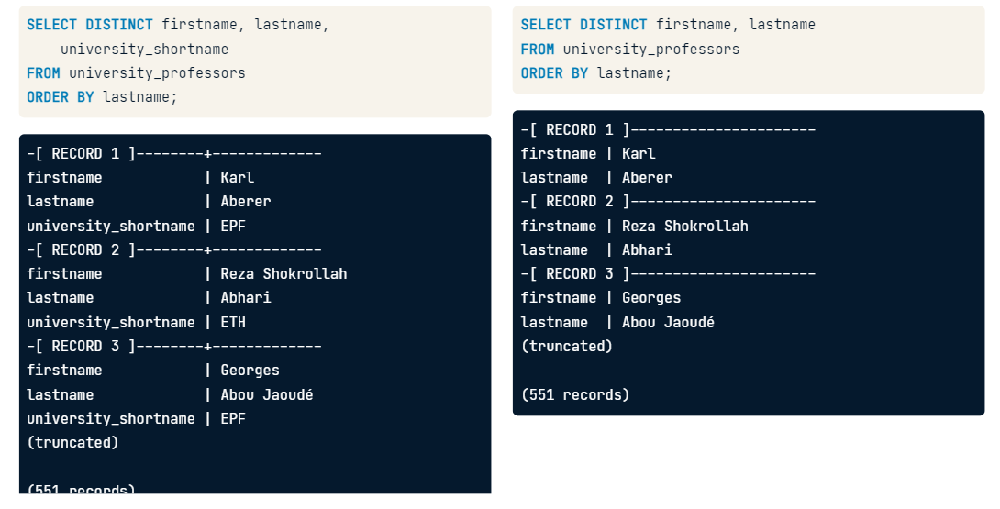 SELECT DISTINCT firstname, lastname,
    university_shortname
FROM university_professors
ORDER BY lastname;
-[ RECORD 1 ]--------+-------------
firstname            | Karl
lastname             | Aberer
university_shortname | EPF
-[ RECORD 2 ]--------+-------------
firstname            | Reza Shokrollah
lastname             | Abhari
university_shortname | ETH
-[ RECORD 3 ]--------+-------------
firstname            | Georges
lastname             | Abou Jaoudé
university_shortname | EPF
(truncated)
(551 records)
SELECT DISTINCT firstname, lastname
FROM university_professors
ORDER BY lastname;
-[ RECORD 1 ]----------------------
firstname | Karl
lastname  | Aberer
-[ RECORD 2 ]----------------------
firstname | Reza Shokrollah
lastname  | Abhari
-[ RECORD 3 ]----------------------
firstname | Georges
lastname  | Abou Jaoudé
(truncated)
(551 records)